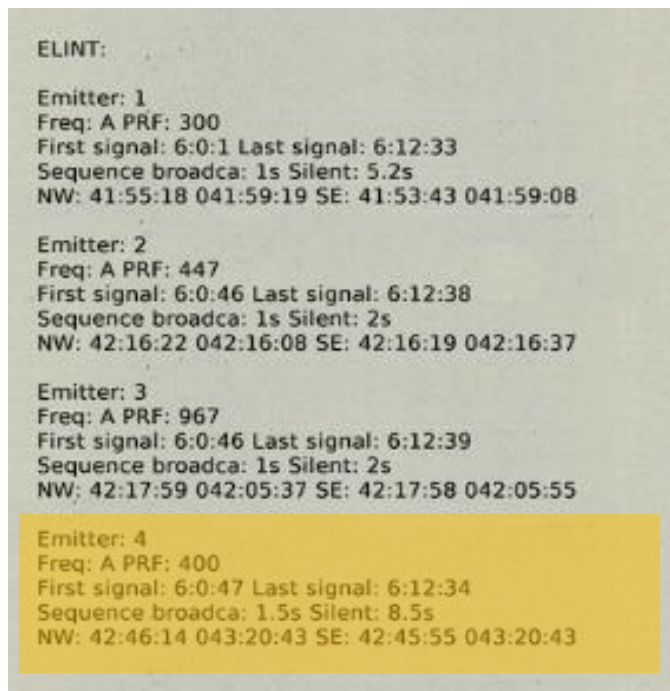 ELINT:
Emitter: 1
Freq: A PRF: 300
First signal: 6:0:1 Last signal: 6:12:33
Sequence broadca: 1s Silent: 5.2s
NW: 41:55:18 041:59:19 SE: 41:53:43 041:59:08
Emitter: 2
Freq: A PRF: 447
First signal: 6:0:46 Last signal: 6:12:38
Sequence broadca: 1s Silent: 2s
NW: 42:16:22 042:16:08 SE: 42:16:19 042:16:37
Emitter: 3
Freq: A PRF: 967
First signal: 6:0:46 Last signal: 6:12:39
Sequence broadca: 1s Silent: 2s
NW: 42:17:59 042:05:37 SE: 42:17:58 042:05:55
Emitter: 4
Freq: A PRF: 400
First signal: 6:0:47 Last signal: 6:12:34
Sequence broadca: 1.5s Silent: 8.5s
NW: 42:46:14 043:20:43 SE: 42:45:55 043:20:43